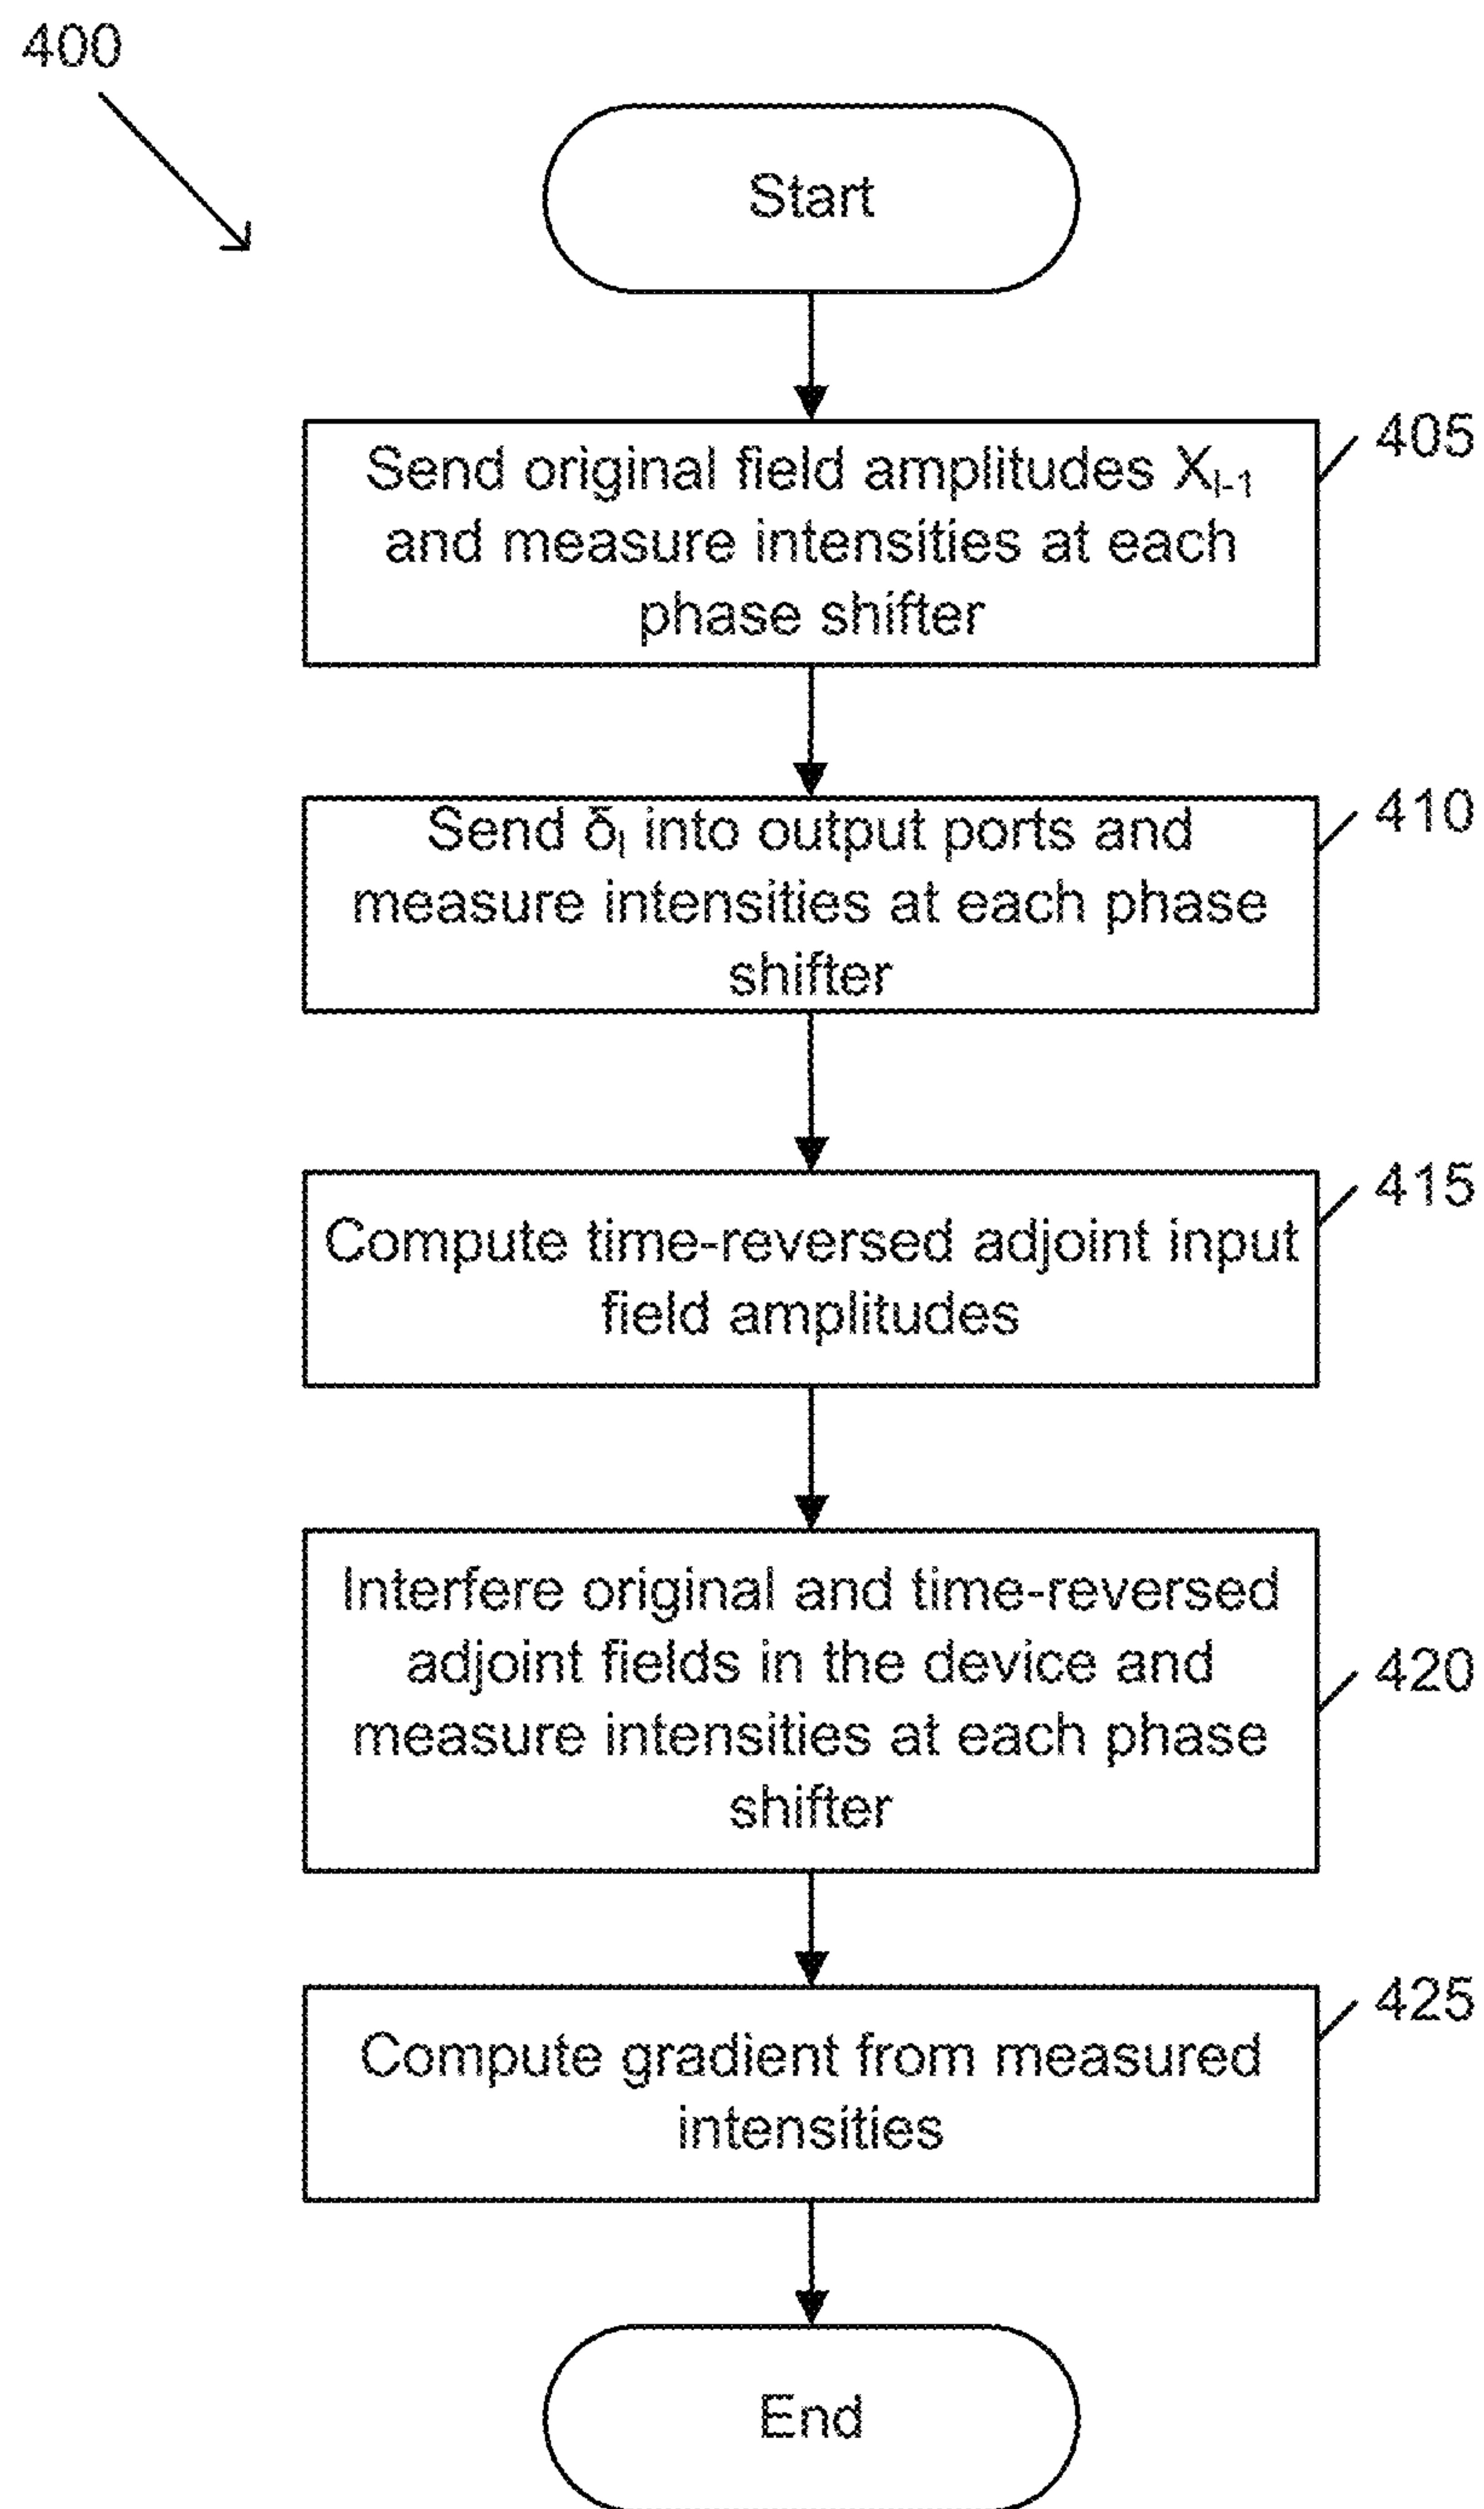 400
Start
405
Send original field amplitudes X_{l-1}
and measure intensities at each
phase shifter
410
Send δ_l into output ports and
measure intensities at each phase
shifter
415
Compute time-reversed adjoint input
field amplitudes
Interfere original and time-reversed
adjoint fields in the device and
measure intensities at each phase
shifter
420
425
Compute gradient from measured
intensities
End